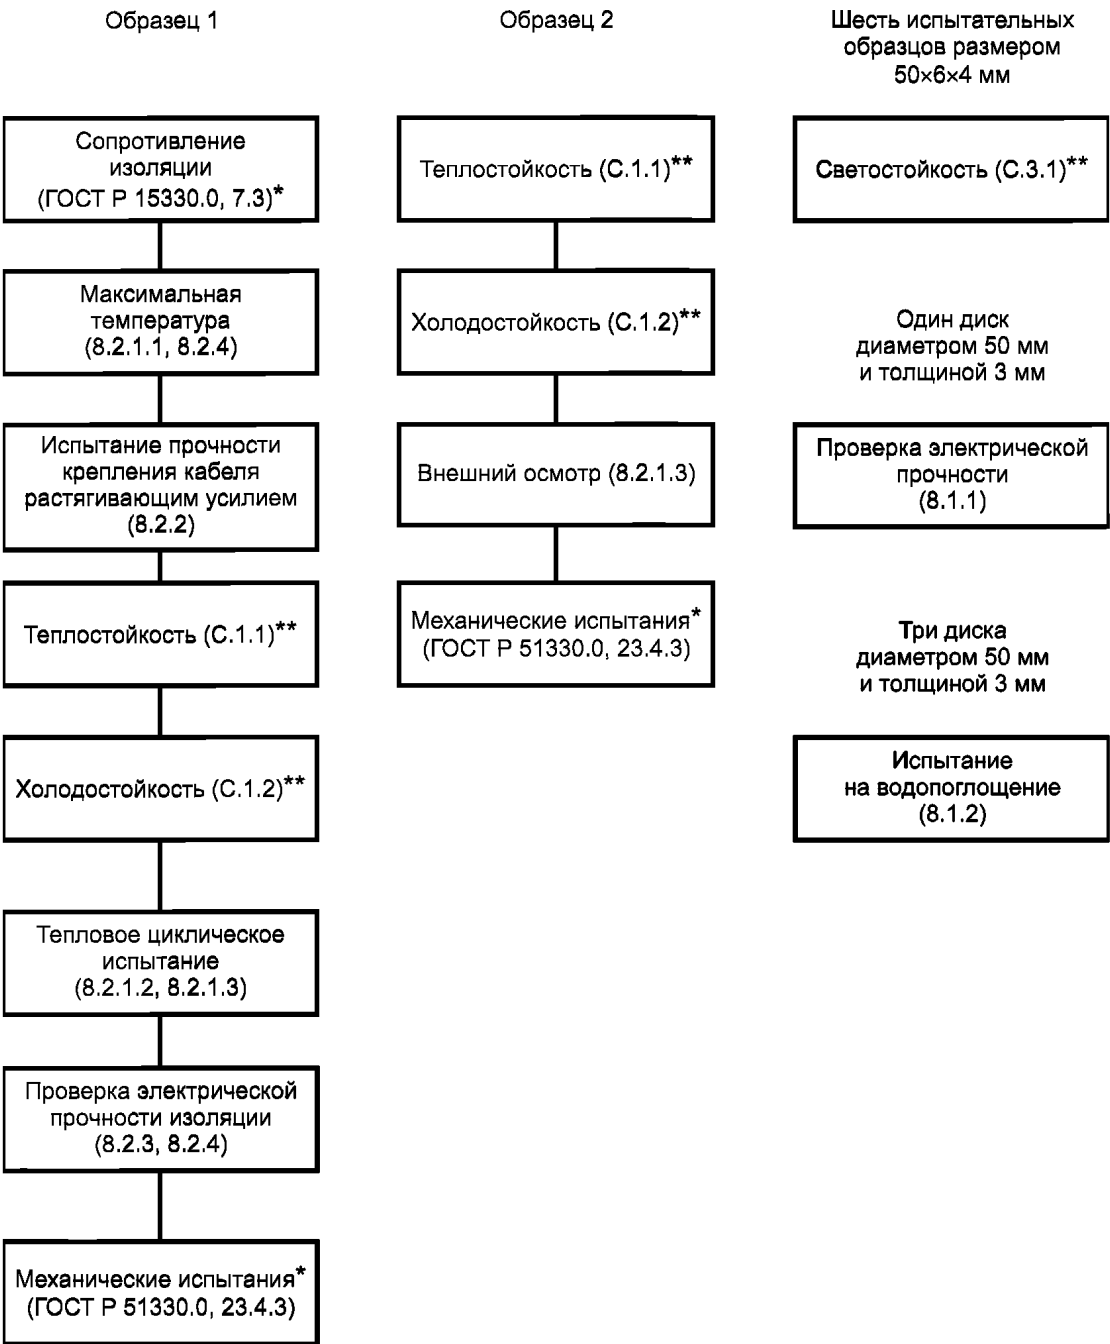 Образец 1
Сопротивление
изоляции
(ГОСТ Р 15330.0, 7.3)*
Максимальная
температура
(8.2.1.1, 8.2.4)
Испытание прочности
крепления кабеля
растягивающим усилием
(8.2.2)
Теплостойкость (С.1.1)**
Холодостойкость (С.1.2)**
Тепловое циклическое
испытание
(8.2.1.2, 8.2.1.3)
Проверка электрической
прочности изоляции
(8.2.3, 8.2.4)
Механические испытания*
(ГОСТ Р 51330.0, 23.4.3)
Образец 2
Теплостойкость (С.1.1)**
Холодостойкость (С.1.2)**
Внешний осмотр (8.2.1.3)
Механические испытания*
(ГОСТ Р 51330.0, 23.4.3)
Шесть испытательных
образцов размером
50×6×4 мм
Светостойкость (С.3.1)**
Один диск
диаметром 50 мм
и толщиной 3 мм
Проверка электрической
прочности
(8.1.1)
Три диска
диаметром 50 мм
и толщиной 3 мм
Испытание
на водопоглощение
(8.1.2)